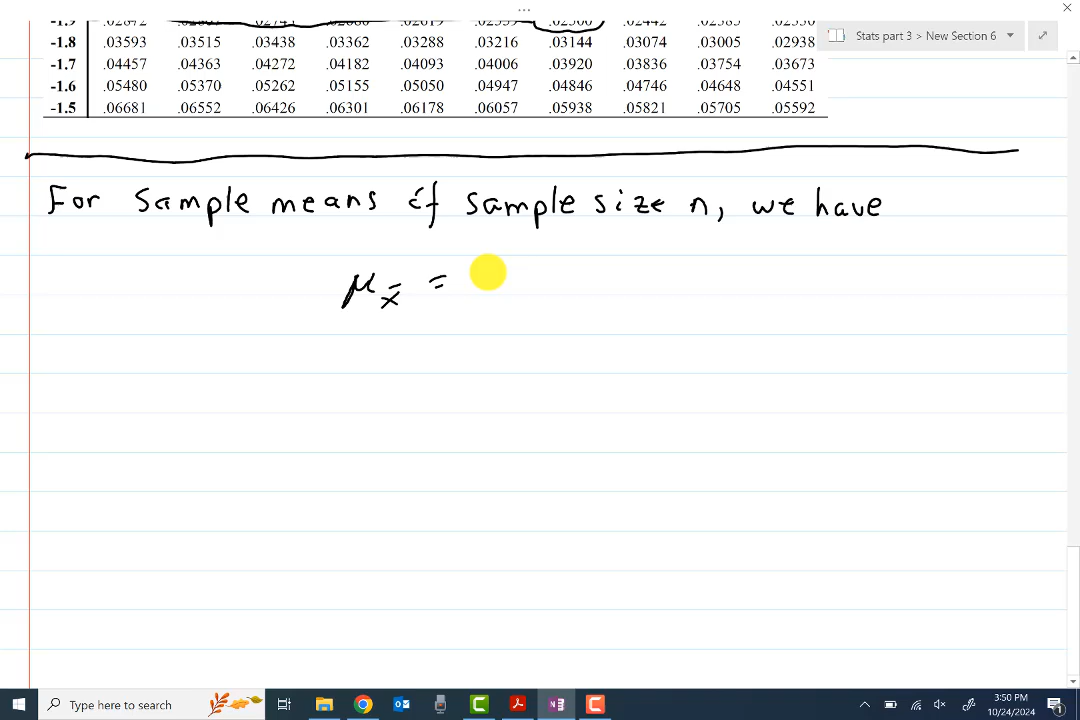 Stats part 3 > New Section 6
-1.8 .03593 .03515 .03438 .03362 .03288 .03216 .03144 .03074 .03005 .02938
-1.7 .04457 .04363 .04272 .04182 .04093 .04006 .03920 .03836 .03754 .03673
-1.6 .05480 .05370 .05262 .05155 .05050 .04947 .04846 .04746 .04648 .04551
-1.5 .06681 .06552 .06426 .06301 .06178 .06057 .05938 .05821 .05705 .05592
For sample means if sample size n, we have
μx̄ =
Type here to search
3:50 PM
10/24/2024